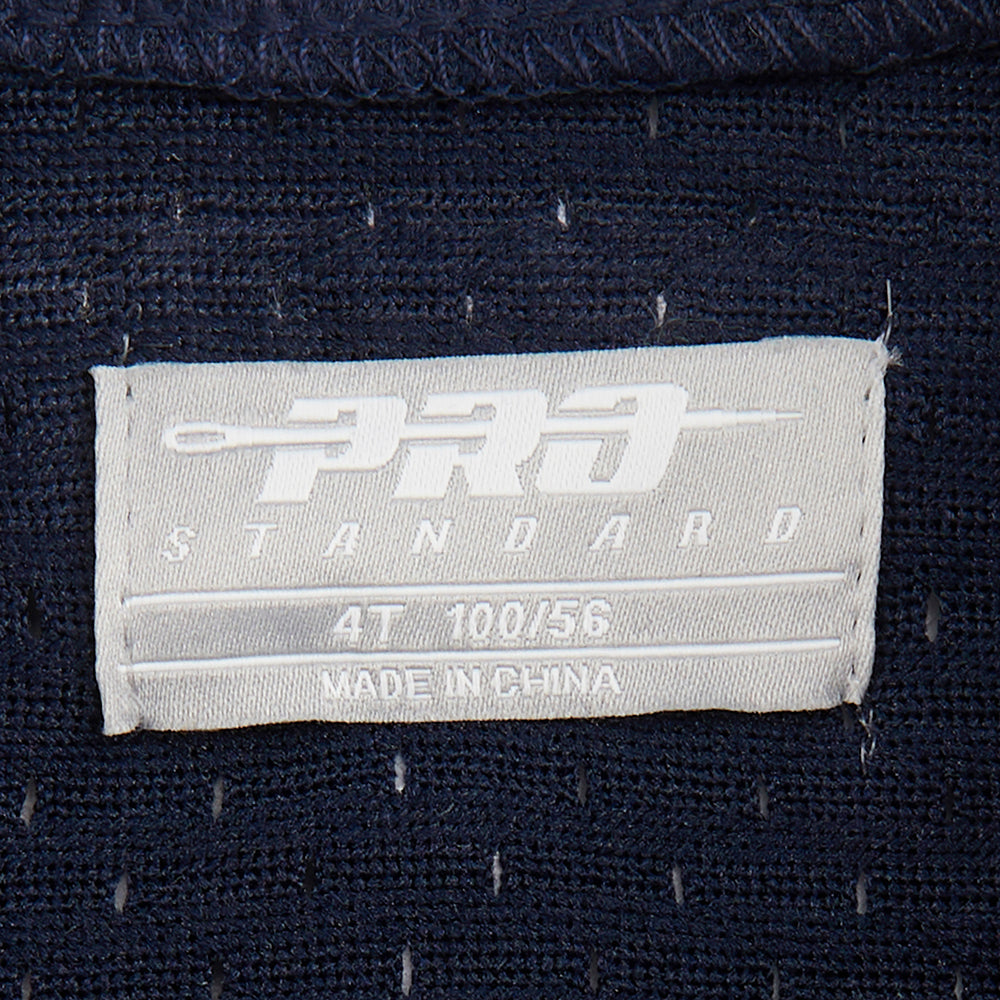 PRO
STANDARD
4T 100/56
MADE IN CHINA